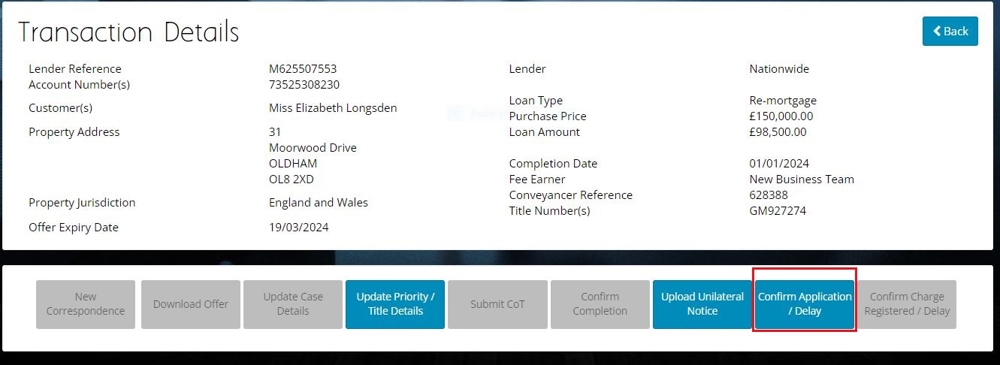 Transaction Details
Back
Lender Reference M625507553
Account Number(s) 73525308230
Customer(s) Miss Elizabeth Longsden
Property Address 31
Moorwood Drive
OLDHAM
OL8 2XD
Property Jurisdiction England and Wales
Offer Expiry Date 19/03/2024
Lender Nationwide
Loan Type Re-mortgage
Purchase Price £150,000.00
Loan Amount £98,500.00
Completion Date 01/01/2024
Fee Earner New Business Team
Conveyancer Reference 628388
Title Number(s) GM927274
New
Correspondence
Download Offer
Update Case
Details
Update Priority /
Title Details
Submit CoT
Confirm
Completion
Upload Unilateral
Notice
Confirm Application
/ Delay
Confirm Charge
Registered / Delay